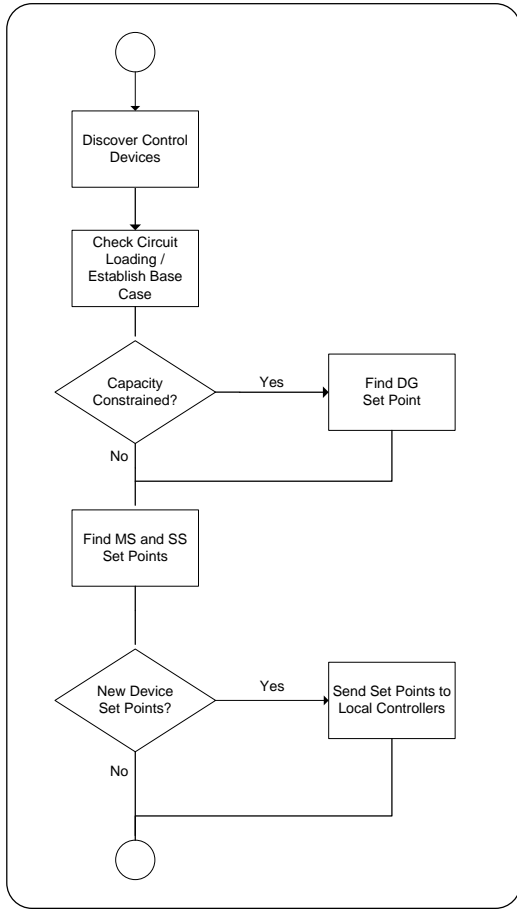 Discover Control
Devices
Check Circuit
Loading /
Establish Base
Case
Capacity
Constrained?
Yes
Find DG
Set Point
No
Find MS and SS
Set Points
New Device
Set Points?
Yes
Send Set Points to
Local Controllers
No